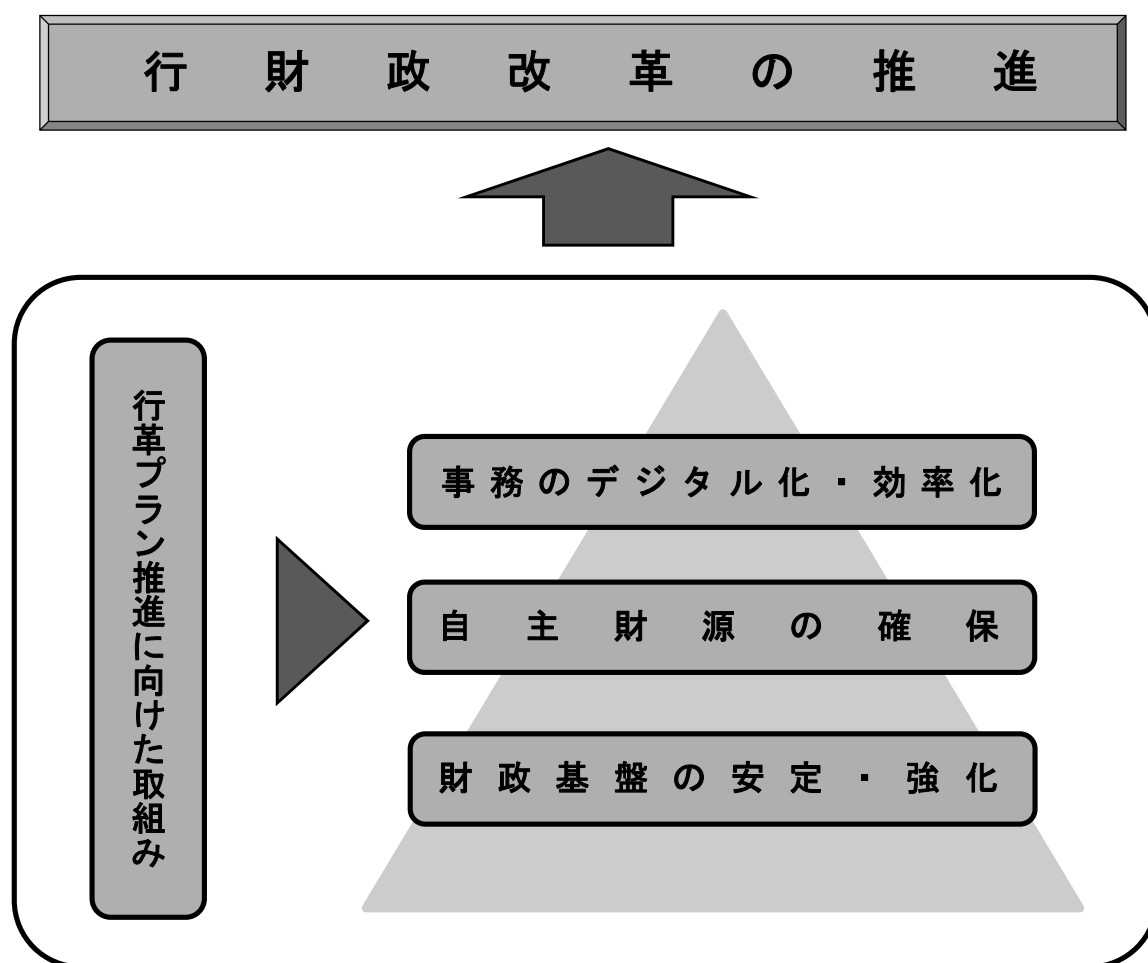 行財政改革の推進
行革プラン推進に向けた取組み
事務のデジタル化・効率化
自主財源の確保
財政基盤の安定・強化